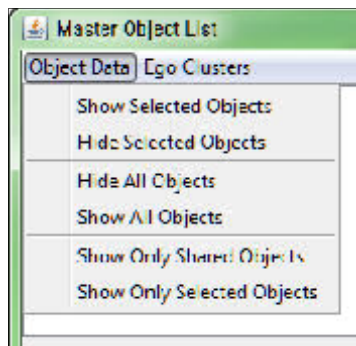 Master Object List
Object Data Ego Clusters
Show Selected Objects
Hide Selected Objects
Hide All Objects
Show All Objects
Show Only Shared Objects
Show Only Selected Objects